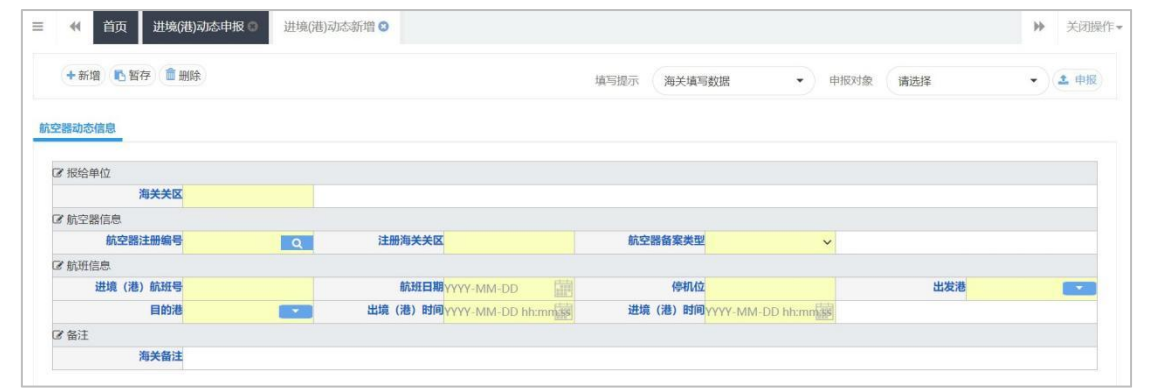 首页 进境(港)动态申报 进境(港)动态新增 关闭操作
新增 暂存 删除 填写提示 海关填写数据 申报对象 请选择 申报
航空器动态信息
报给单位
海关关区
航空器信息
航空器注册编号 注册海关关区 航空器备案类型
航班信息
进境（港）航班号 航班日期 YYYY-MM-DD 停机位 出发港
目的港 出境（港）时间 YYYY-MM-DD hh:mm:ss 进境（港）时间 YYYY-MM-DD hh:mm:ss
备注
海关备注